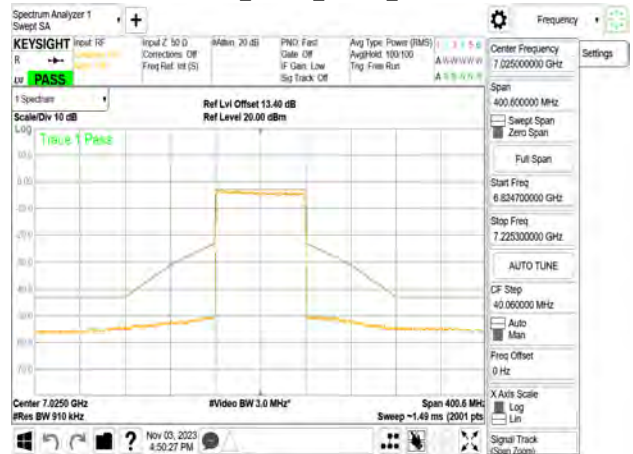 Spectrum Analyzer 1
Swept SA
+
Frequency
KEYSIGHT
Input: RF
Input Z: 50 Ω
#Atten: 20 dB
PNO: Fast
Avg Type: Power (RMS)
R
Corrections: Off
Gate: Off
Avg|Hold: 100/100
Freq Ref: Int (S)
IF Gain: Low
Trig: Free Run
Sig Track: Off
PASS
Center Frequency
7.025000000 GHz
Settings
Span
400.600000 MHz
Swept Span
Zero Span
Full Span
Start Freq
6.824700000 GHz
Stop Freq
7.225300000 GHz
AUTO TUNE
CF Step
40.060000 MHz
Auto
Man
Freq Offset
0 Hz
X Axis Scale
Log
Lin
Signal Track
(Span Zoom)
1 Spectrum
Ref Lvl Offset 13.40 dB
Scale/Div 10 dB
Ref Level 20.00 dBm
Log
Trace 1 Pass
10.0
0.00
Center 7.0250 GHz
#Video BW 3.0 MHz*
Span 400.6 MHz
#Res BW 910 kHz
Sweep ~1.49 ms (2001 pts
?
Nov 03, 2023
4:50:27 PM